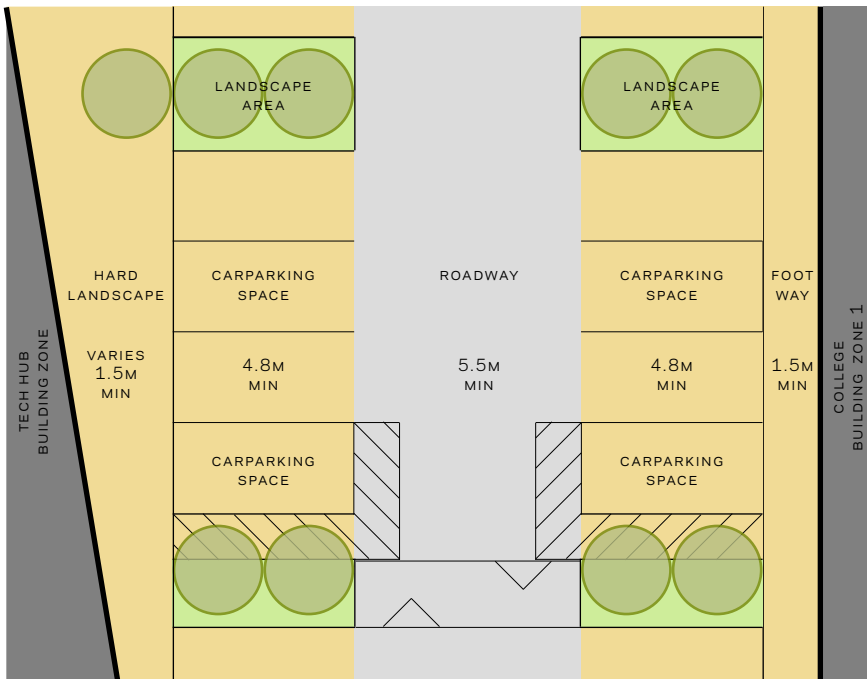 LANDSCAPE
AREA
LANDSCAPE
AREA
HARD
LANDSCAPE
CARPARKING
SPACE
ROADWAY
CARPARKING
SPACE
FOOT
WAY
VARIES
1.5M
MIN
4.8M
MIN
5.5M
MIN
4.8M
MIN
1.5M
MIN
TECH HUB
BUILDING ZONE
COLLEGE
BUILDING ZONE 1
CARPARKING
SPACE
CARPARKING
SPACE